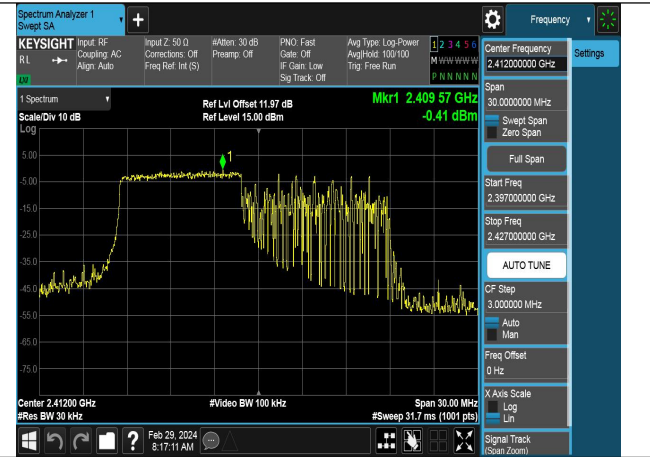 Spectrum Analyzer 1
Swept SA
+
Frequency
KEYSIGHT
RL
LXI
Input: RF
Coupling: AC
Align: Auto
Input Z: 50 Ω
Corrections: Off
Freq Ref: Int (S)
#Atten: 30 dB
Preamp: Off
PNO: Fast
Gate: Off
IF Gain: Low
Sig Track: Off
Avg Type: Log-Power
Avg|Hold: 100/100
Trig: Free Run
1 2 3 4 5 6
M W W W W W
P N N N N N
1 Spectrum
Scale/Div 10 dB
Log
Ref Lvl Offset 11.97 dB
Ref Level 15.00 dBm
Mkr1 2.409 57 GHz
-0.41 dBm
1
5.00
-5.00
-15.0
-25.0
-35.0
-45.0
-55.0
-65.0
-75.0
Center 2.41200 GHz
#Res BW 30 kHz
#Video BW 100 kHz
Span 30.00 MHz
#Sweep 31.7 ms (1001 pts)
?
Feb 29, 2024
8:17:11 AM
Settings
Center Frequency
2.412000000 GHz
Span
30.0000000 MHz
Swept Span
Zero Span
Full Span
Start Freq
2.397000000 GHz
Stop Freq
2.427000000 GHz
AUTO TUNE
CF Step
3.000000 MHz
Auto
Man
Freq Offset
0 Hz
X Axis Scale
Log
Lin
Signal Track
(Span Zoom)